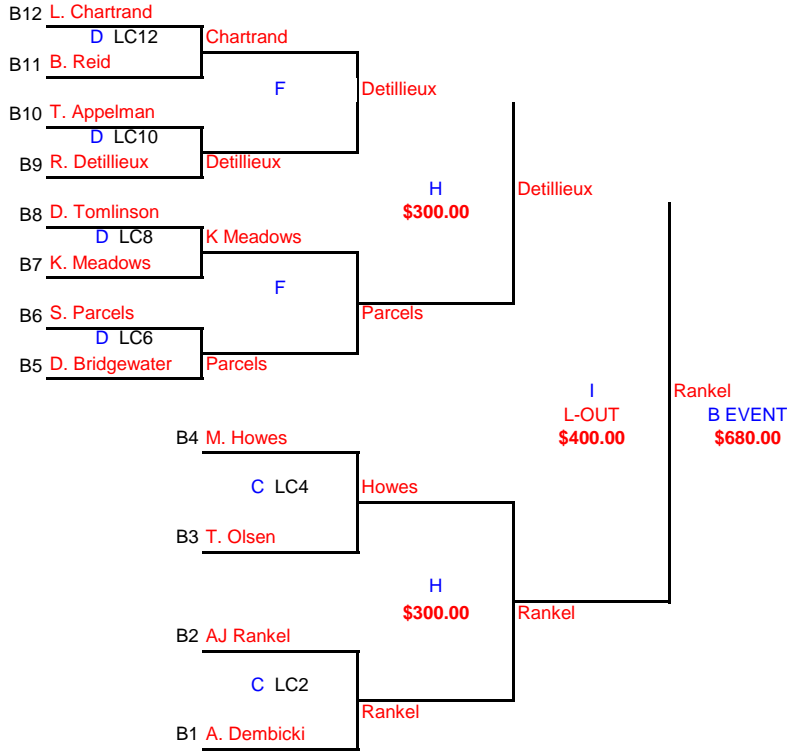 B12 L. Chartrand
D LC12 Chartrand
B11 B. Reid
F Detillieux
B10 T. Appelman
D LC10
B9 R. Detillieux Detillieux
H Detillieux
$300.00
B8 D. Tomlinson
D LC8 K Meadows
B7 K. Meadows
F
B6 S. Parcels Parcels
D LC6
B5 D. Bridgewater Parcels
I Rankel
L-OUT B EVENT
$400.00 $680.00
B4 M. Howes
C LC4 Howes
B3 T. Olsen
H
$300.00 Rankel
B2 AJ Rankel
C LC2
Rankel
B1 A. Dembicki